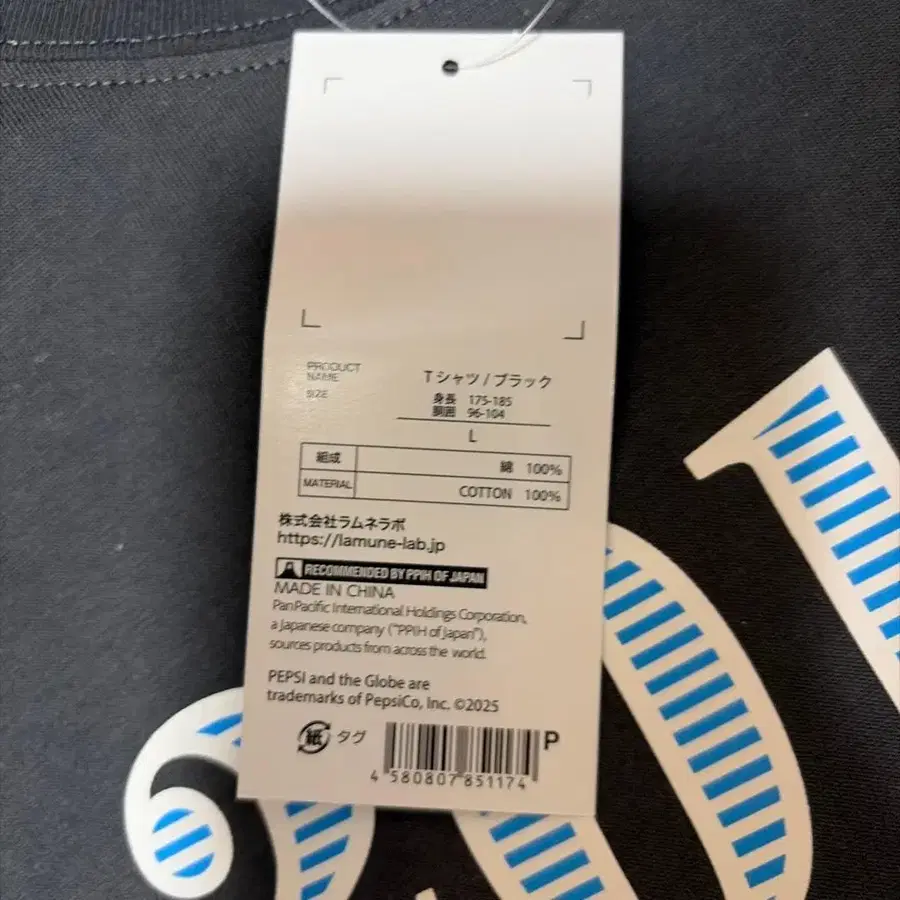 PRODUCT NAME Tシャツ/ブラック
SIZE 身長 175-185
胴囲 96-104
L
組成 綿 100%
MATERIAL COTTON 100%
株式会社ラムネラボ
https://lamune-lab.jp
RECOMMENDED BY PPIH OF JAPAN
MADE IN CHINA
Pan Pacific International Holdings Corporation,
a Japanese company ("PPIH of Japan"),
sources products from across the world.
PEPSI and the Globe are
trademarks of PepsiCo, Inc. ©2025
紙 タグ
P
4 580807 851174